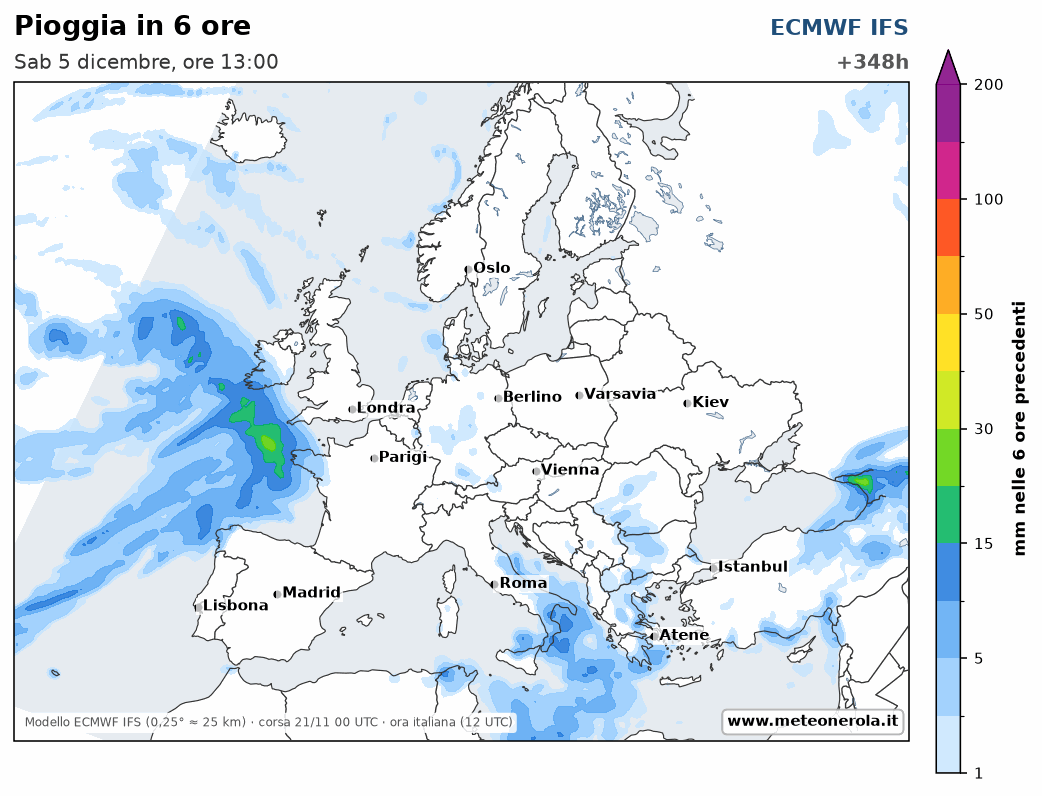 Pioggia in 6 ore
ECMWF IFS
Sab 5 dicembre, ore 13:00
+348h
200
100
50
30
15
5
1
mm nelle 6 ore precedenti
Oslo
Londra
Berlino
Varsavia
Kiev
Parigi
Vienna
Istanbul
Roma
Madrid
Lisbona
Atene
Modello ECMWF IFS (0,25° ≈ 25 km) · corsa 21/11 00 UTC · ora italiana (12 UTC)
www.meteonerola.it